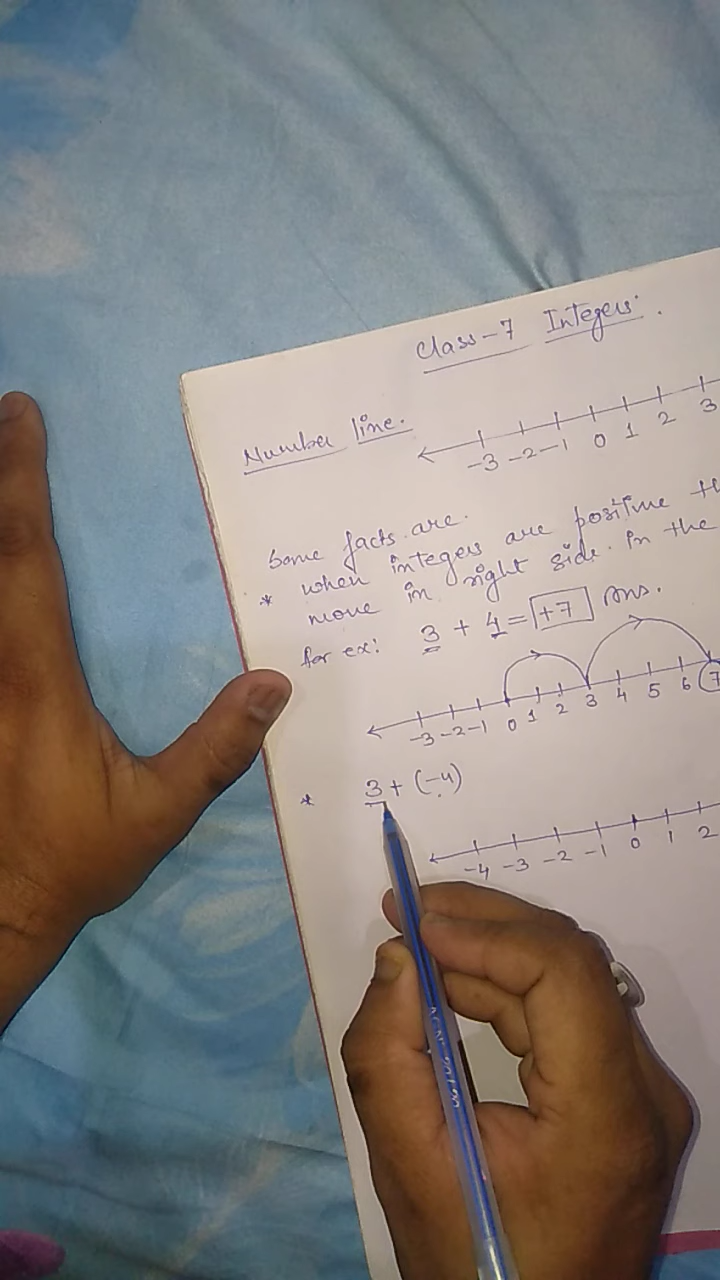 Class-7 Integers.
Number line.
-3 -2 -1 0 1 2 3
Some facts are.
* when integers are positive
move in right side. In the
for ex: 3 + 4 = +7 Ans.
-3 -2 -1 0 1 2 3 4 5 6 7
* 3 + (-4)
-4 -3 -2 -1 0 1 2